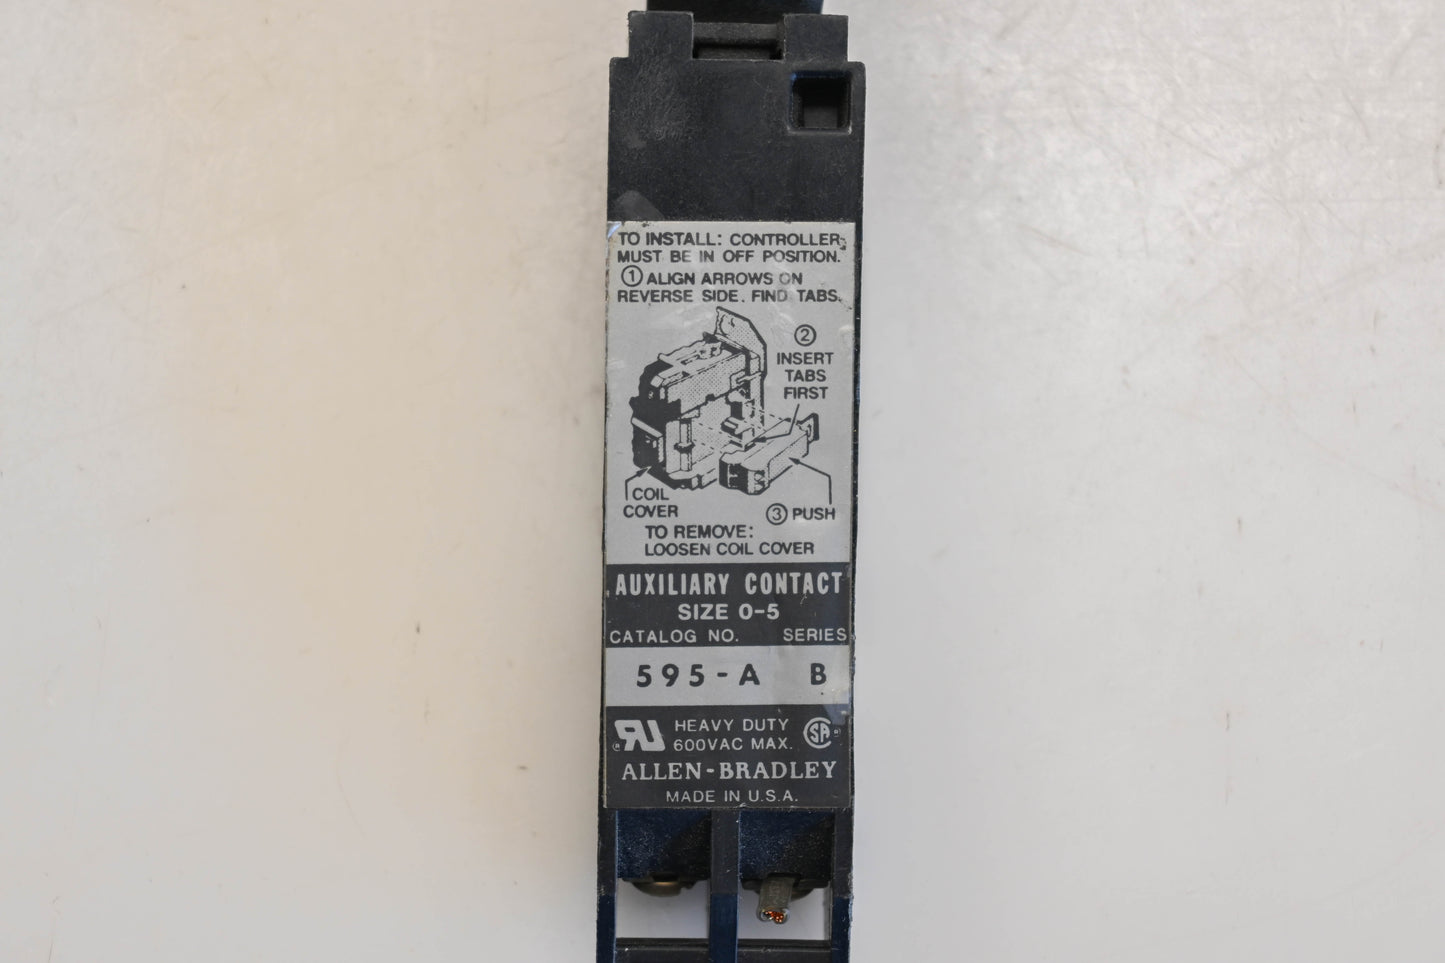 TO INSTALL: CONTROLLER
MUST BE IN OFF POSITION.
① ALIGN ARROWS ON
REVERSE SIDE. FIND TABS.
②
INSERT
TABS
FIRST
COIL
COVER
③ PUSH
TO REMOVE:
LOOSEN COIL COVER
AUXILIARY CONTACT
SIZE 0-5
CATALOG NO. SERIES
595-A B
RU HEAVY DUTY SA
600VAC MAX.
ALLEN-BRADLEY
MADE IN U.S.A.